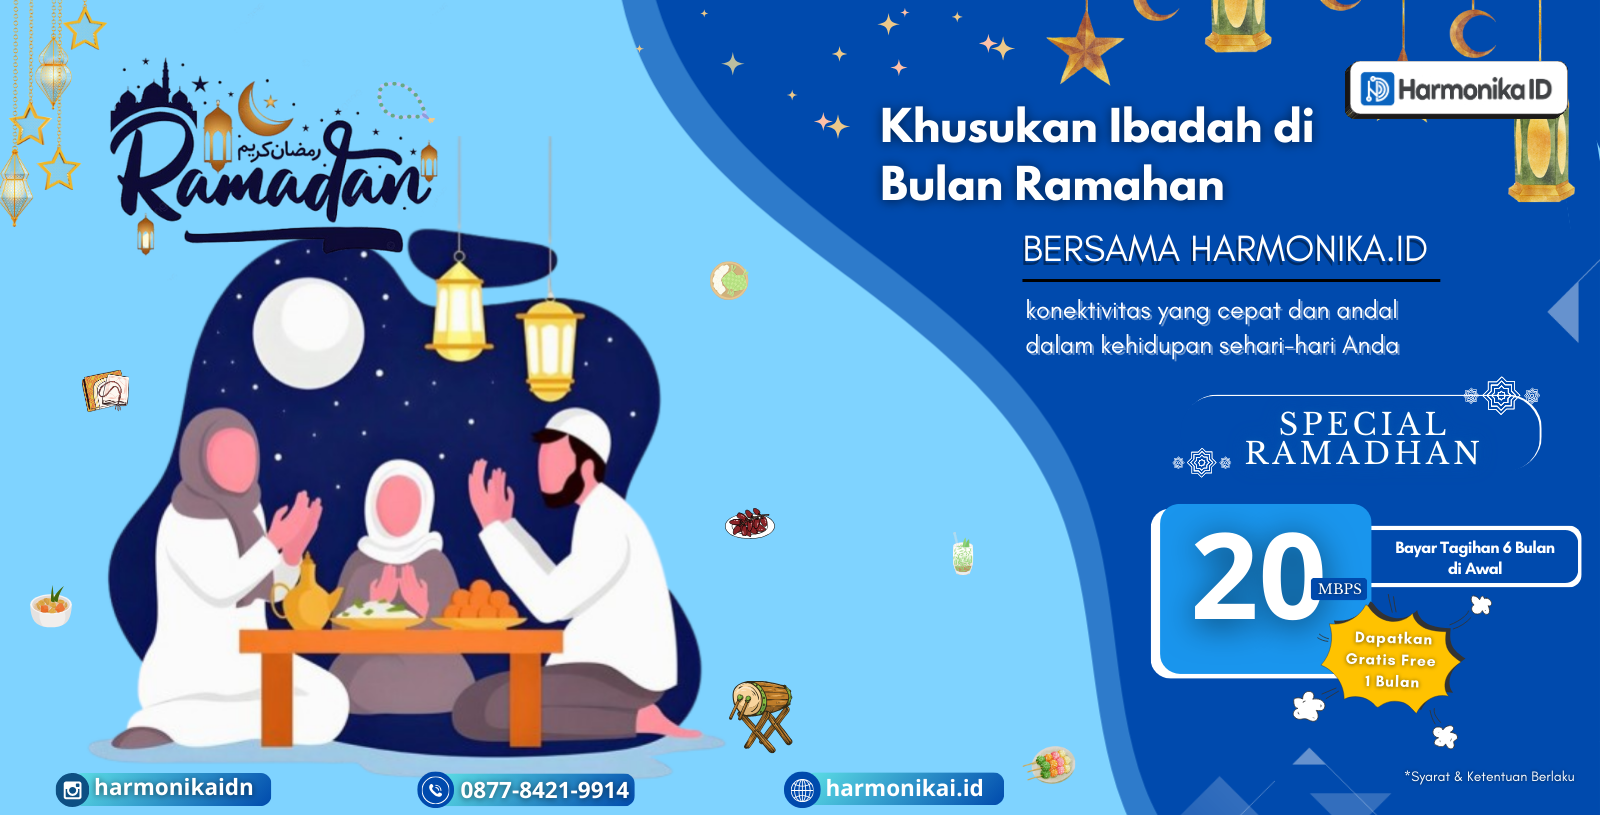 رمضان كريم
Ramadan
Harmonika ID
Khusukan Ibadah di
Bulan Ramahan
BERSAMA HARMONIKA.ID
konektivitas yang cepat dan andal
dalam kehidupan sehari-hari Anda
SPECIAL
RAMADHAN
20
MBPS
Bayar Tagihan 6 Bulan
di Awal
Dapatkan
Gratis Free
1 Bulan
*Syarat & Ketentuan Berlaku
harmonikaidn
0877-8421-9914
harmonikai.id